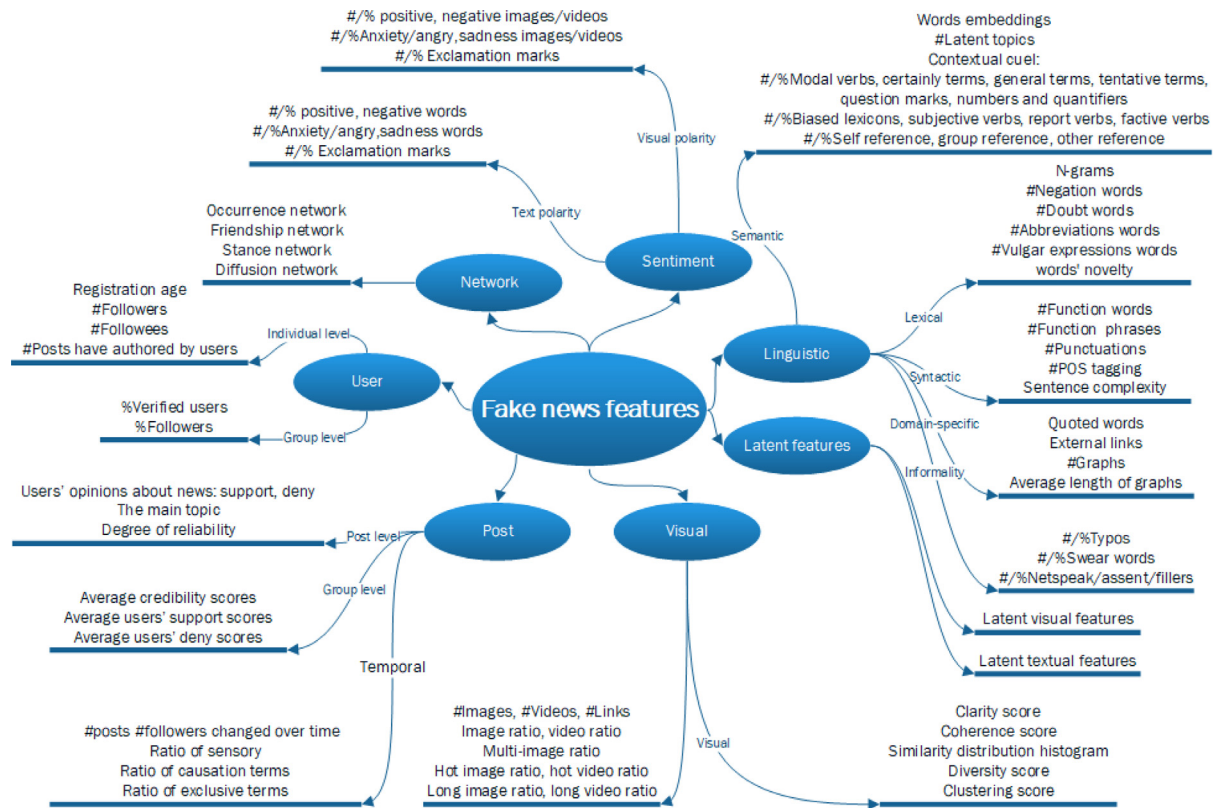 #/% positive, negative images/videos
#/%Anxiety/angry,sadness images/videos
#/% Exclamation marks
Words embeddings
#Latent topics
Contextual cuel:
#/%Modal verbs, certainly terms, general terms, tentative terms,
question marks, numbers and quantifiers
#/%Biased lexicons, subjective verbs, report verbs, factive verbs
#/%Self reference, group reference, other reference
#/% positive, negative words
#/%Anxiety/angry,sadness words
#/% Exclamation marks
Visual polarity
Text polarity
Semantic
N-grams
#Negation words
#Doubt words
#Abbreviations words
#Vulgar expressions words
words' novelty
Occurrence network
Friendship network
Stance network
Diffusion network
Network
Sentiment
Registration age
#Followers
#Followees
#Posts have authored by users
Individual level
User
Linguistic
Lexical
#Function words
#Function phrases
#Punctuations
#POS tagging
Sentence complexity
Syntactic
Fake news features
%Verified users
%Followers
Group level
Latent features
Domain-specific
Informality
Quoted words
External links
#Graphs
Average length of graphs
Users' opinions about news: support, deny
The main topic
Degree of reliability
Post level
Post
Visual
Group level
#/%Typos
#/%Swear words
#/%Netspeak/assent/fillers
Average credibility scores
Average users' support scores
Average users' deny scores
Latent visual features
Latent textual features
Temporal
#posts #followers changed over time
Ratio of sensory
Ratio of causation terms
Ratio of exclusive terms
#Images, #Videos, #Links
Image ratio, video ratio
Multi-image ratio
Hot image ratio, hot video ratio
Long image ratio, long video ratio
Visual
Clarity score
Coherence score
Similarity distribution histogram
Diversity score
Clustering score